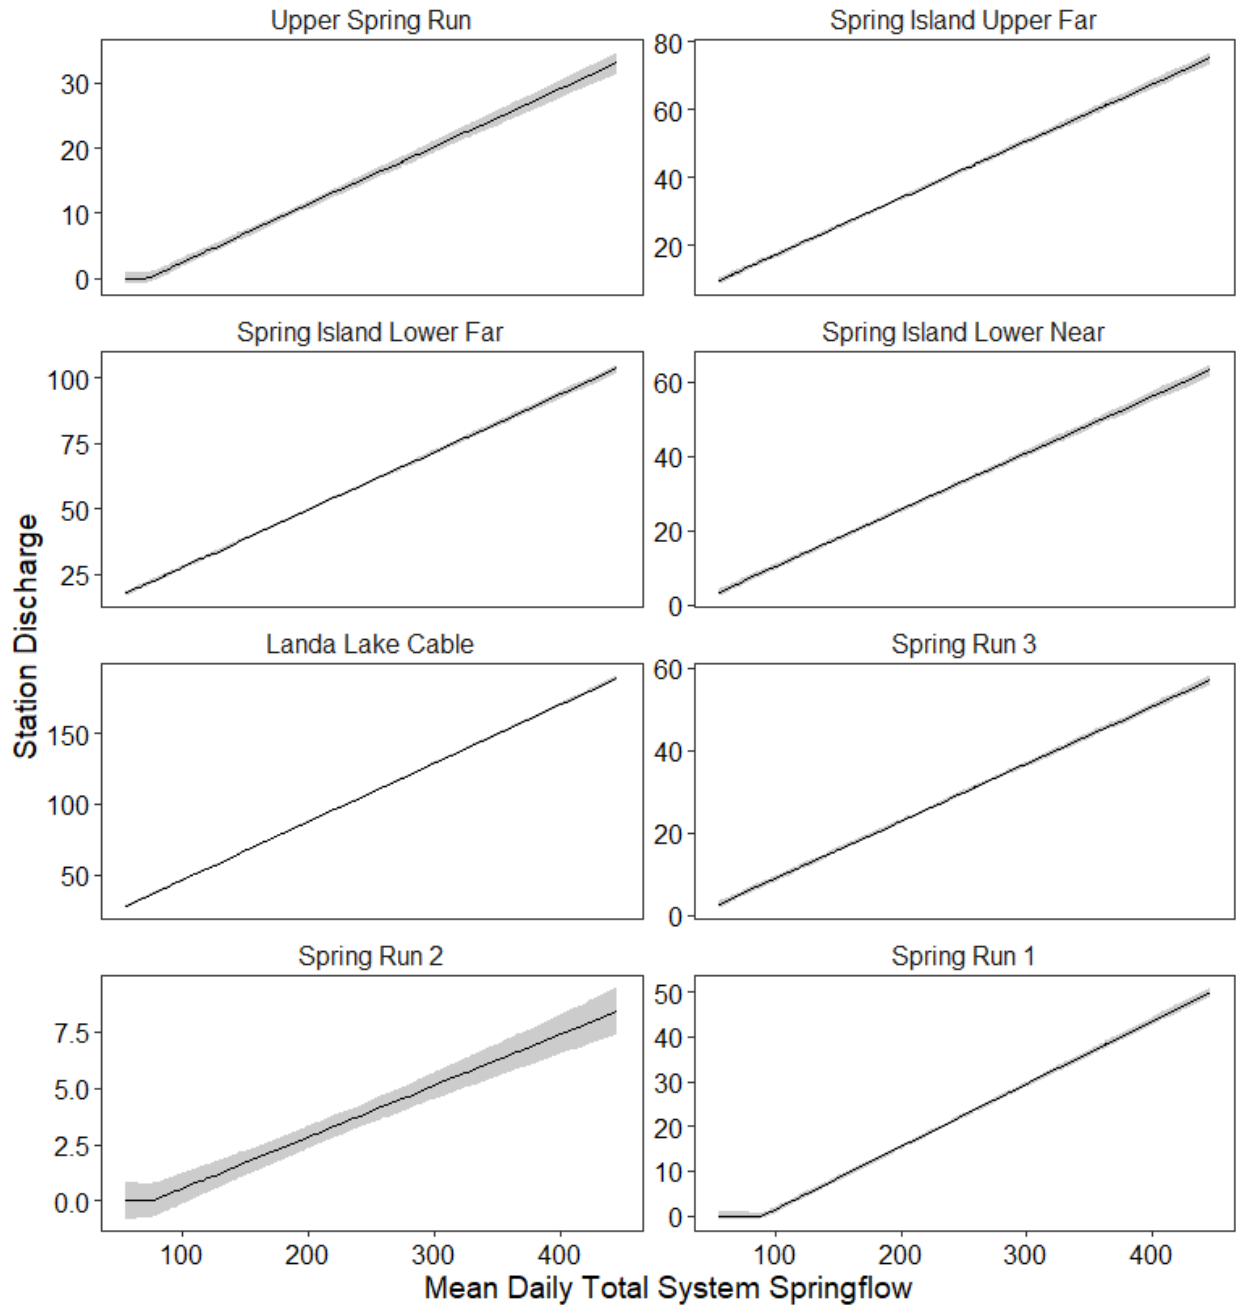 Upper Spring Run
Spring Island Upper Far
30
20
10
0
80
60
40
20
Spring Island Lower Far
Spring Island Lower Near
100
75
50
25
60
40
20
0
Station Discharge
Landa Lake Cable
Spring Run 3
150
100
50
60
40
20
0
Spring Run 2
Spring Run 1
7.5
5.0
2.5
0.0
50
40
30
20
10
0
100 200 300 400
100 200 300 400
Mean Daily Total System Springflow